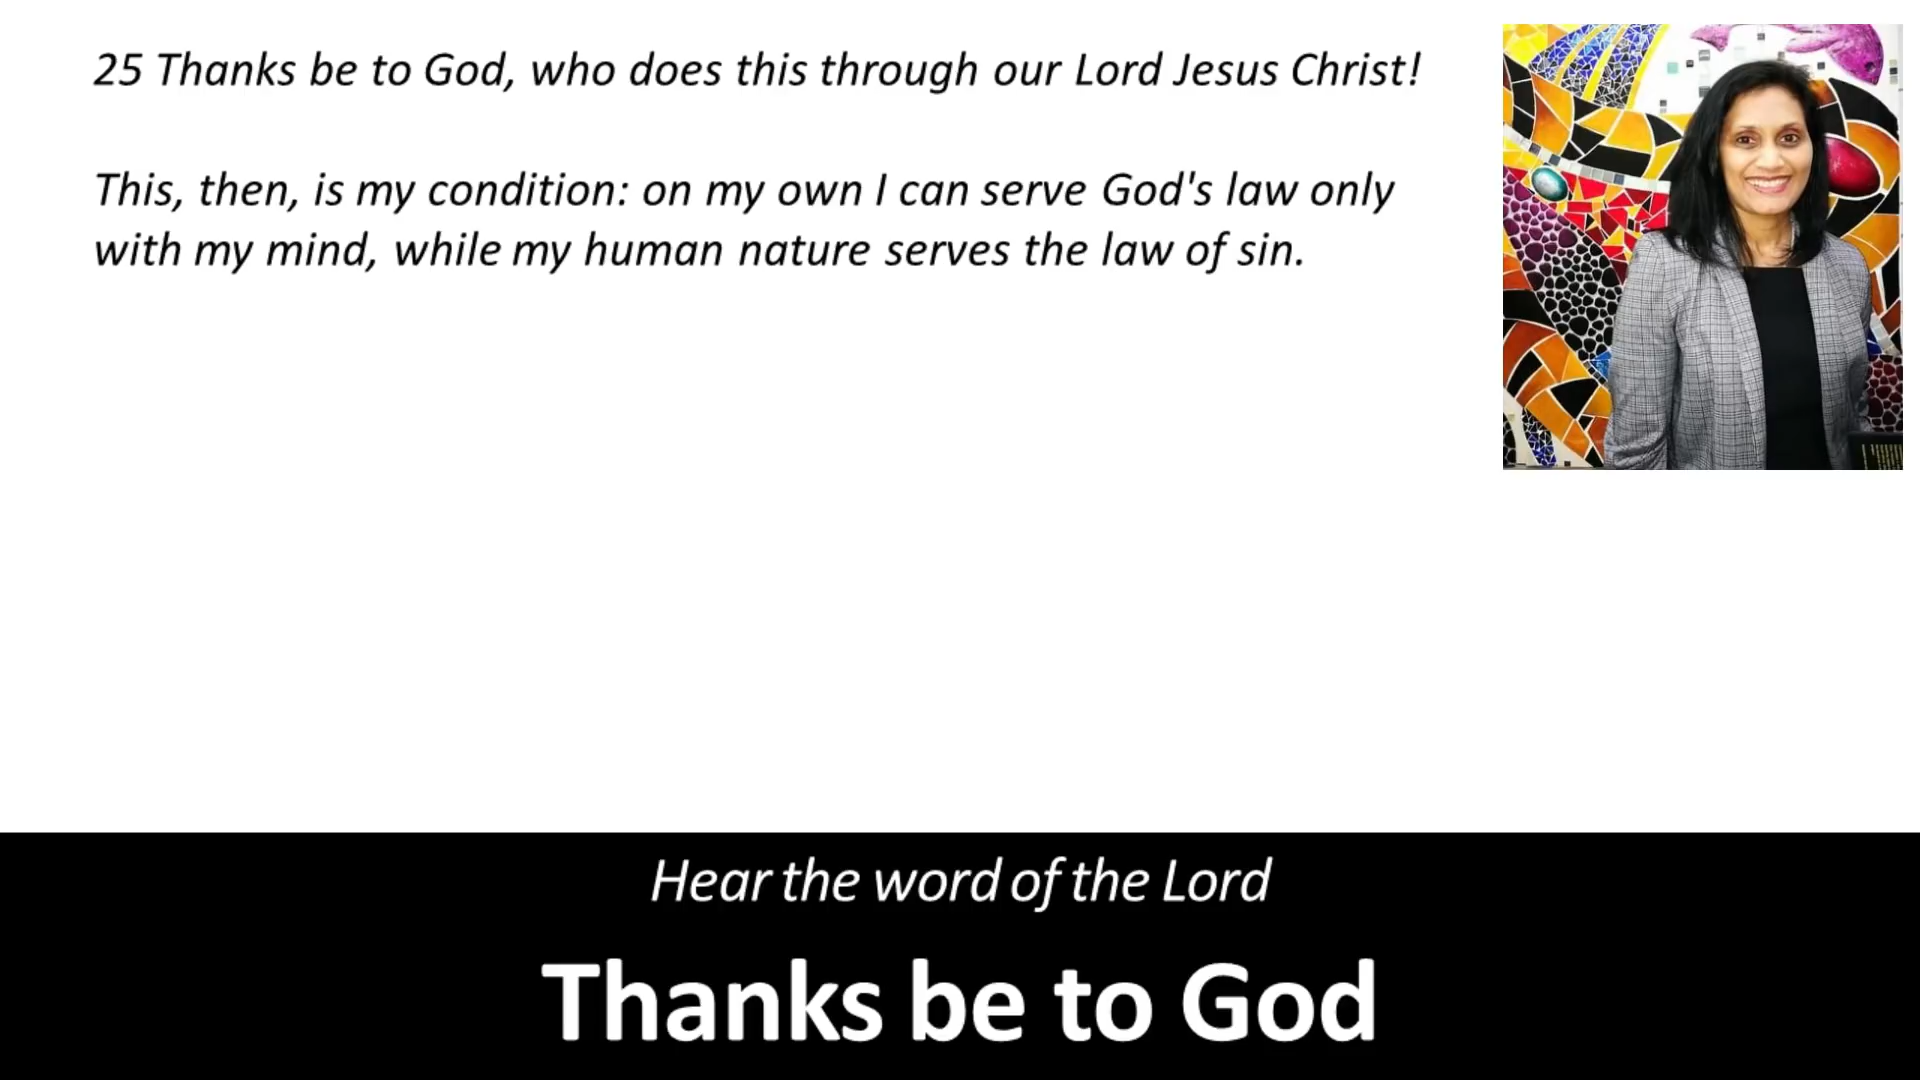 25 Thanks be to God, who does this through our Lord Jesus Christ!
This, then, is my condition: on my own I can serve God's law only
with my mind, while my human nature serves the law of sin.
Hear the word of the Lord
Thanks be to God